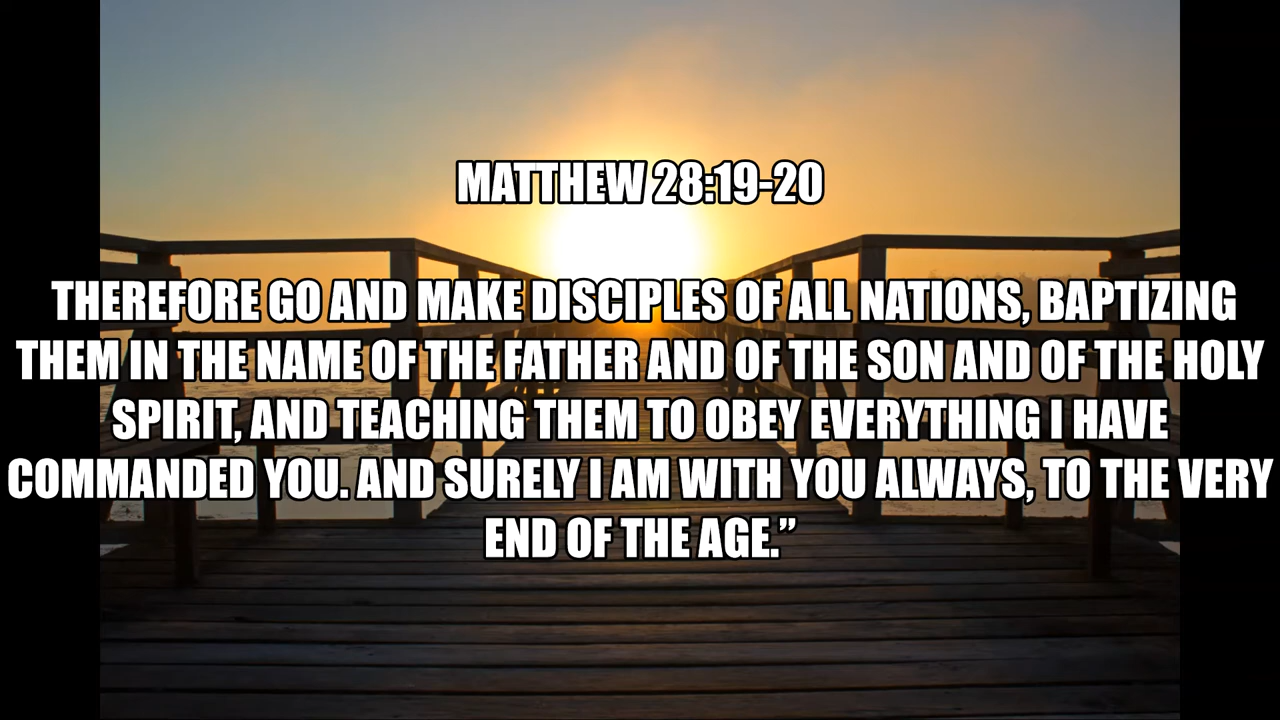 MATTHEW 28:19-20
THEREFORE GO AND MAKE DISCIPLES OF ALL NATIONS, BAPTIZING
THEM IN THE NAME OF THE FATHER AND OF THE SON AND OF THE HOLY
SPIRIT, AND TEACHING THEM TO OBEY EVERYTHING I HAVE
COMMANDED YOU. AND SURELY I AM WITH YOU ALWAYS, TO THE VERY
END OF THE AGE.”